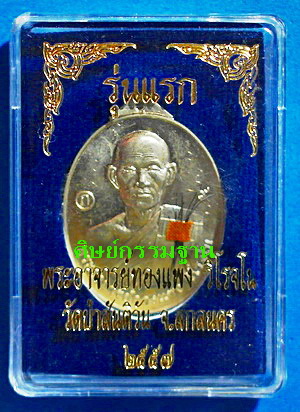 รุ่นแรก
ศิษย์กรรมฐาน
พระอาจารย์ทองแพง วิโรจโน
วัดป่าสันติวัน จ.สกลนคร
๒๕๕๗